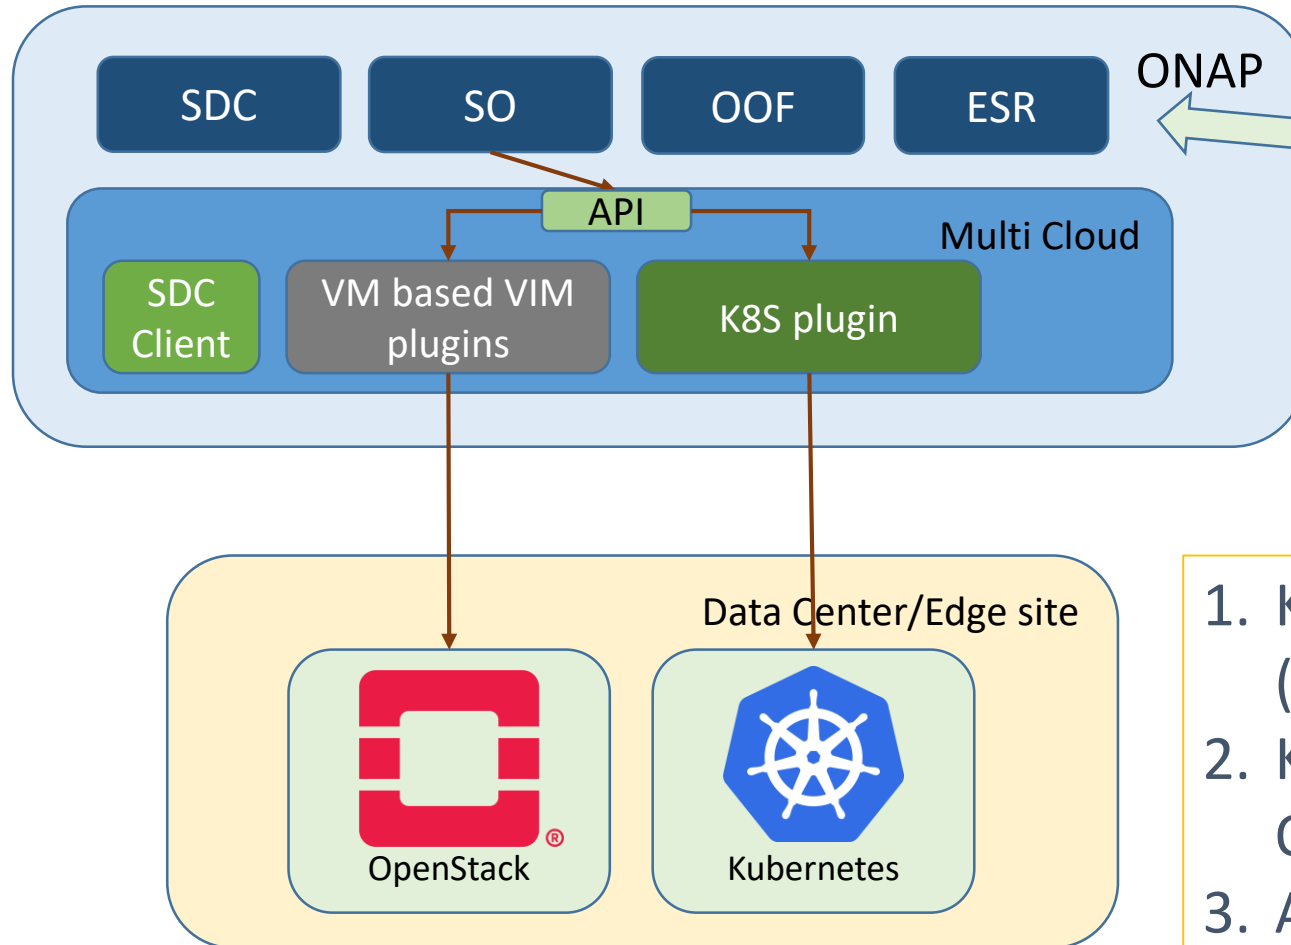 SDC
SO
OOF
ESR
ONAP
API
Multi Cloud
SDC
Client
VM based VIM
plugins
K8S plugin
Data Center/Edge site
®
OpenStack
Kubernetes
1. K
(
2. K
3. A